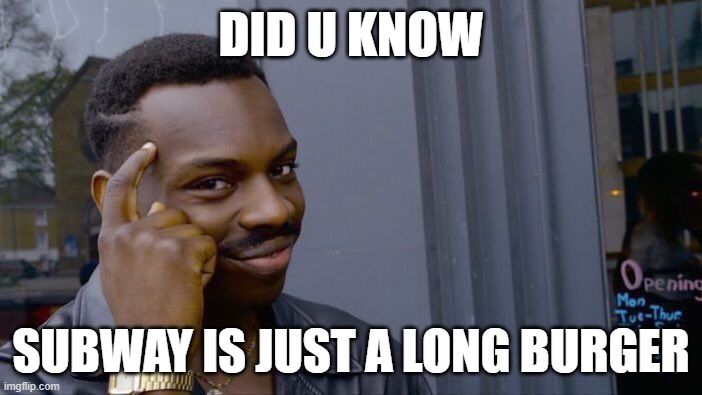 DID U KNOW
Opening
Mon
Tue-Thur
SUBWAY IS JUST A LONG BURGER
imgflip.com